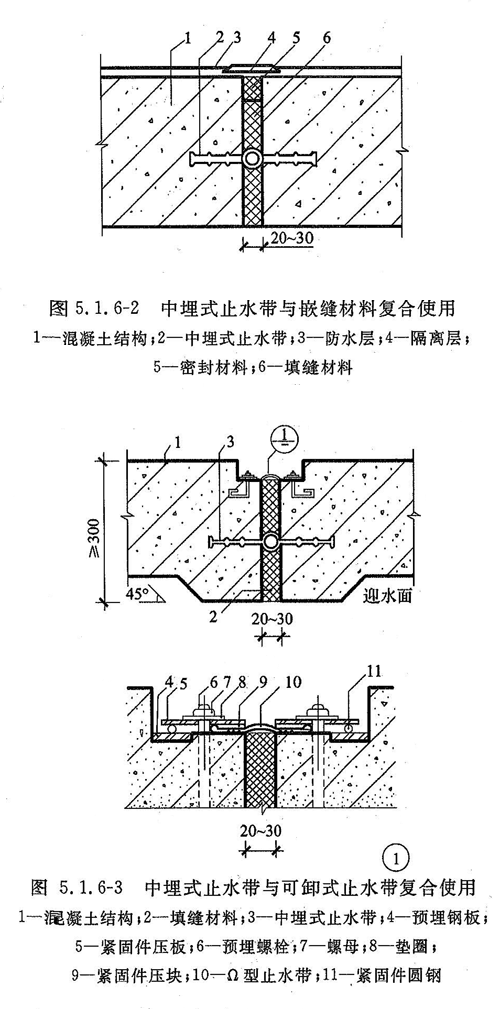 1 2 3 4 5 6
20~30
图 5.1.6-2 中埋式止水带与嵌缝材料复合使用
1—混凝土结构;2—中埋式止水带;3—防水层;4—隔离层;
5—密封材料;6—填缝材料
1 3 1
≥300
45° 2 迎水面
20~30
4 5 6 7 8 9 10 11
20~30
1
图 5.1.6-3 中埋式止水带与可卸式止水带复合使用
1—混凝土结构;2—填缝材料;3—中埋式止水带;4—预埋钢板;
5—紧固件压板;6—预埋螺栓;7—螺母;8—垫圈;
9—紧固件压块;10—Ω型止水带;11—紧固件圆钢